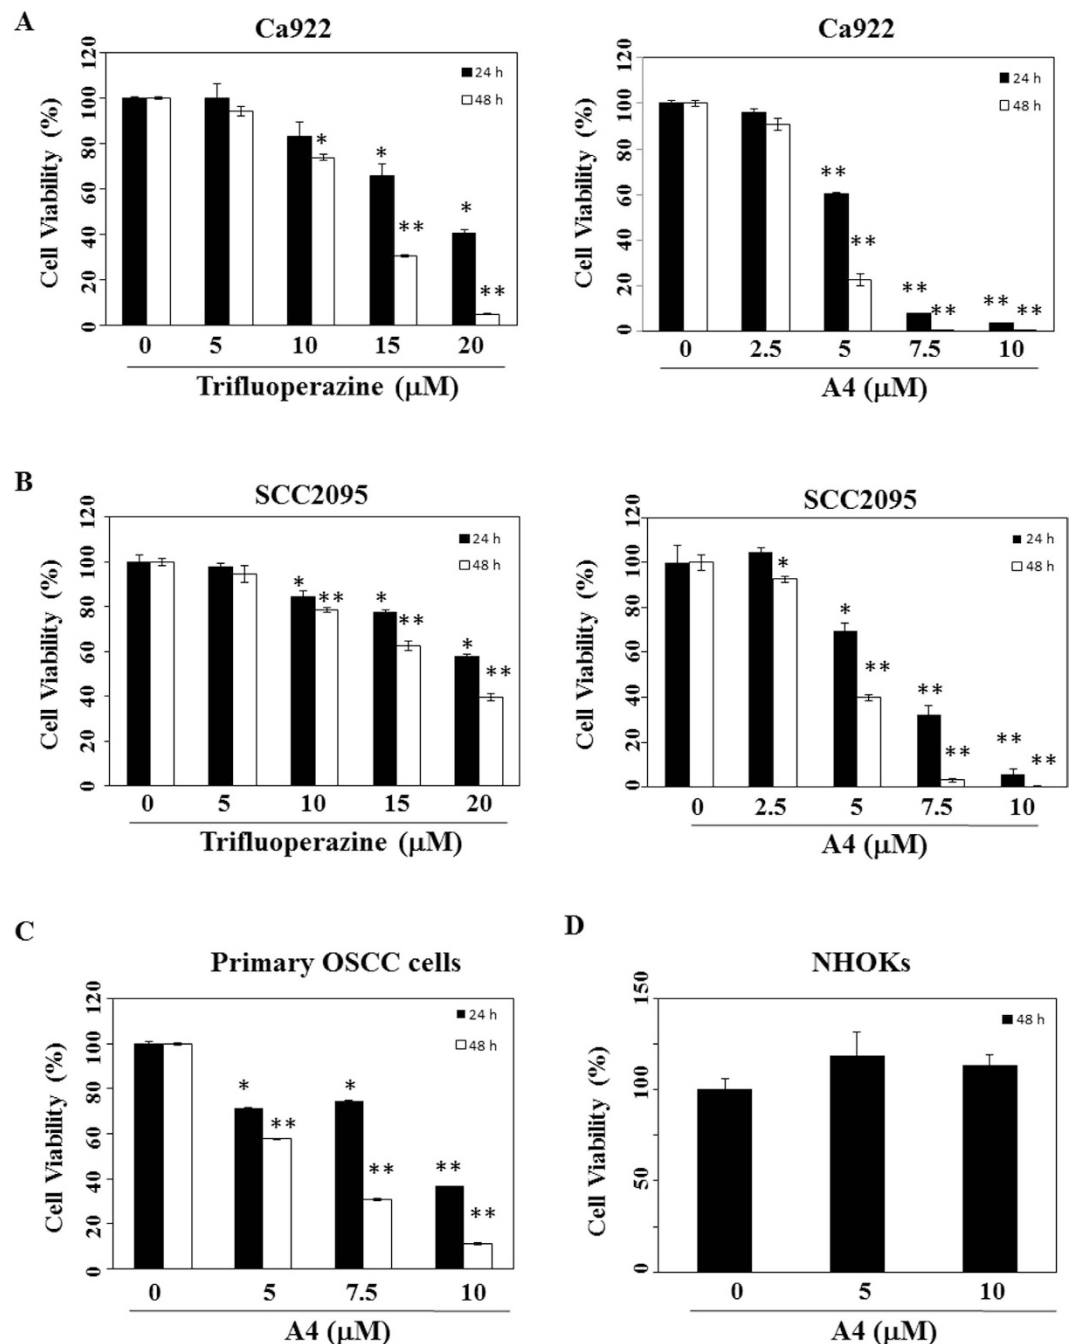 A
Ca922
Cell Viability (%)
0 20 40 60 80 100 120
24 h
48 h
*
*
**
*
**
0 5 10 15 20
Trifluoperazine (μM)
Ca922
Cell Viability (%)
0 20 40 60 80 100 120
24 h
48 h
**
**
**
**
**
**
0 2.5 5 7.5 10
A4 (μM)
B
SCC2095
Cell Viability (%)
0 20 40 60 80 100 120
24 h
48 h
*
**
*
**
*
**
0 5 10 15 20
Trifluoperazine (μM)
SCC2095
Cell Viability (%)
0 20 40 60 80 100 120
24 h
48 h
*
*
**
**
**
**
**
0 2.5 5 7.5 10
A4 (μM)
C
Primary OSCC cells
Cell Viability (%)
0 20 40 60 80 100 120
24 h
48 h
*
**
*
**
**
**
0 5 7.5 10
A4 (μM)
D
NHOKs
Cell Viability (%)
0 50 100 150
48 h
0 5 10
A4 (μM)